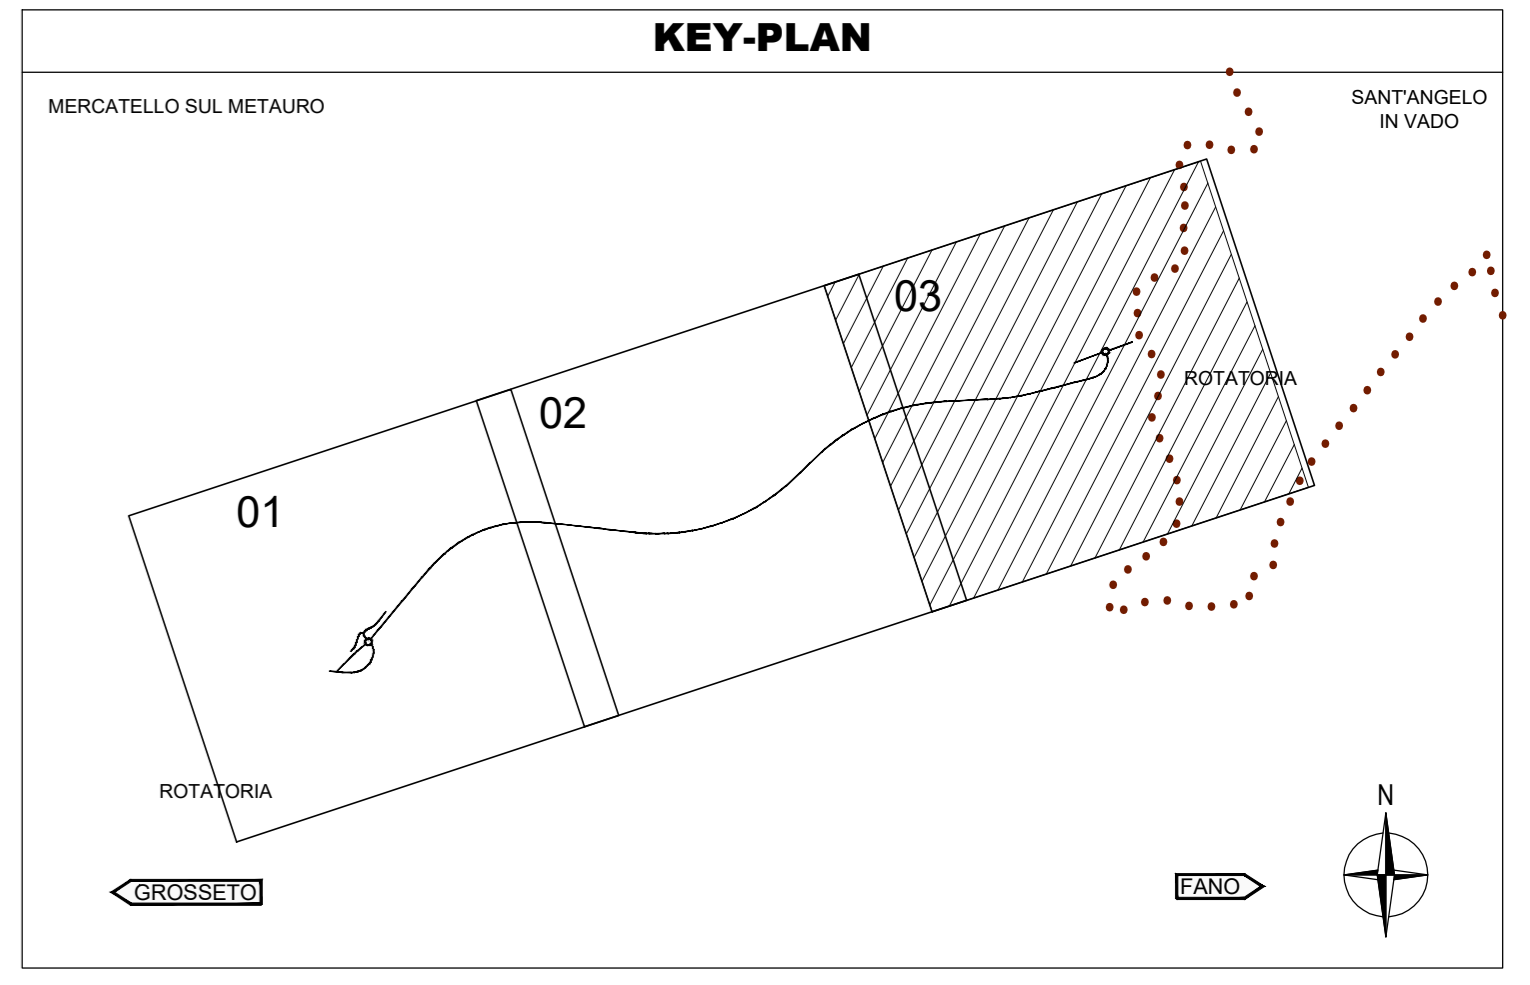 KEY-PLAN
MERCATELLO SUL METAURO
SANT'ANGELO
IN VADO
03
ROTATORIA
02
01
ROTATORIA
N
GROSSETO
FANO